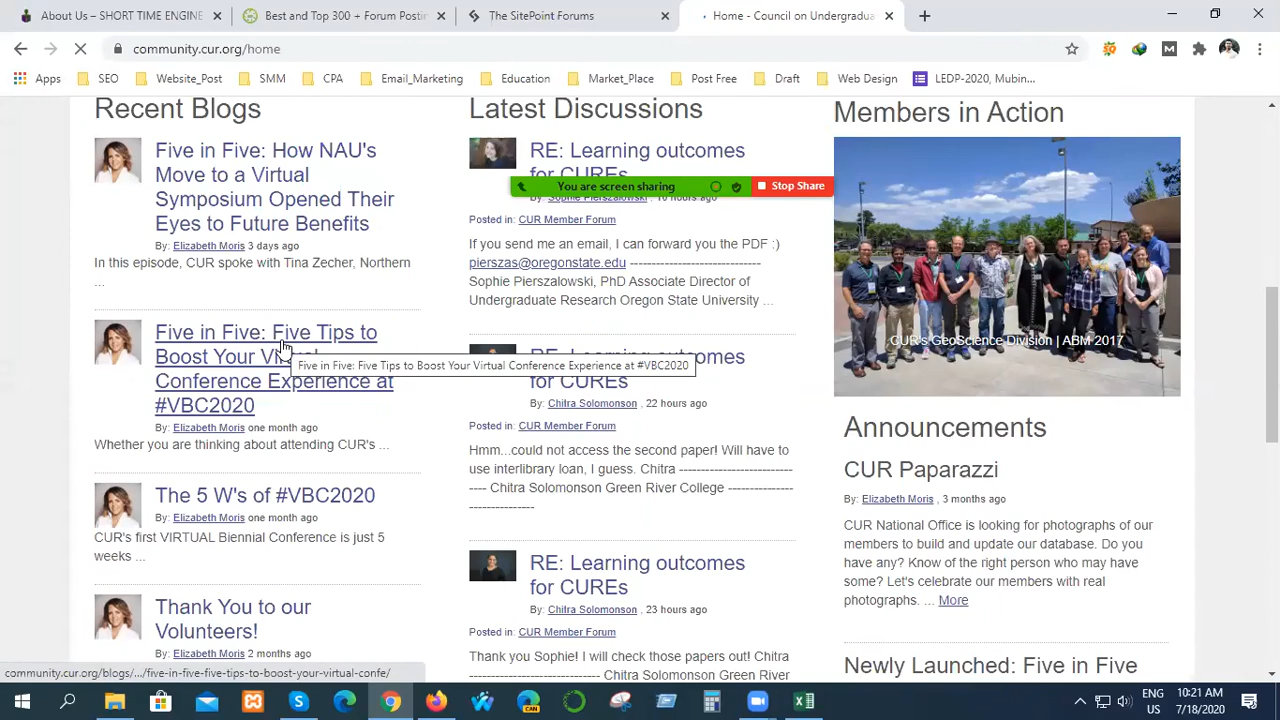 About Us – SHORT TIME ENGINE
Best and Top 300 + Forum Postin
The SitePoint Forums
Home - Council on Undergradua
community.cur.org/home
Apps
SEO
Website_Post
SMM
CPA
Email_Marketing
Education
Market_Place
Post Free
Draft
Web Design
LEDP-2020, Mubin...
Recent Blogs
Five in Five: How NAU's
Move to a Virtual
Symposium Opened Their
Eyes to Future Benefits
By: Elizabeth Moris 3 days ago
In this episode, CUR spoke with Tina Zecher, Northern
...
Five in Five: Five Tips to
Boost Your
Conference Experience at
#VBC2020
Five in Five: Five Tips to Boost Your Virtual Conference Experience at #VBC2020
By: Elizabeth Moris one month ago
Whether you are thinking about attending CUR's ...
The 5 W's of #VBC2020
By: Elizabeth Moris one month ago
CUR's first VIRTUAL Biennial Conference is just 5
weeks ...
Thank You to our
Volunteers!
By: Elizabeth Moris 2 months ago
Latest Discussions
RE: Learning outcomes
for CUREs
You are screen sharing
Stop Share
Sophie Pierszalowski , 10 hours ago
Posted in: CUR Member Forum
If you send me an email, I can forward you the PDF :)
pierszas@oregonstate.edu ------------------------------
Sophie Pierszalowski, PhD Associate Director of
Undergraduate Research Oregon State University ...
RE: Learning outcomes
for CUREs
By: Chitra Solomonson , 22 hours ago
Posted in: CUR Member Forum
Hmm...could not access the second paper! Will have to
use interlibrary loan, I guess. Chitra --------------------------
---- Chitra Solomonson Green River College ---------------
---------------
RE: Learning outcomes
for CUREs
By: Chitra Solomonson , 23 hours ago
Posted in: CUR Member Forum
Thank you Sophie! I will check those papers out! Chitra
------------------------------ Chitra Solomonson Green River
Members in Action
CUR's GeoScience Division | ABM 2017
Announcements
CUR Paparazzi
By: Elizabeth Moris , 3 months ago
CUR National Office is looking for photographs of our
members to build and update our database. Do you
have any? Know of the right person who may have
some? Let's celebrate our members with real
photographs. ... More
Newly Launched: Five in Five
community.cur.org/blogs/.../five-in-five-five-tips-to-boost-your-virtual-confe/
CAN
ENG
US
10:21 AM
7/18/2020